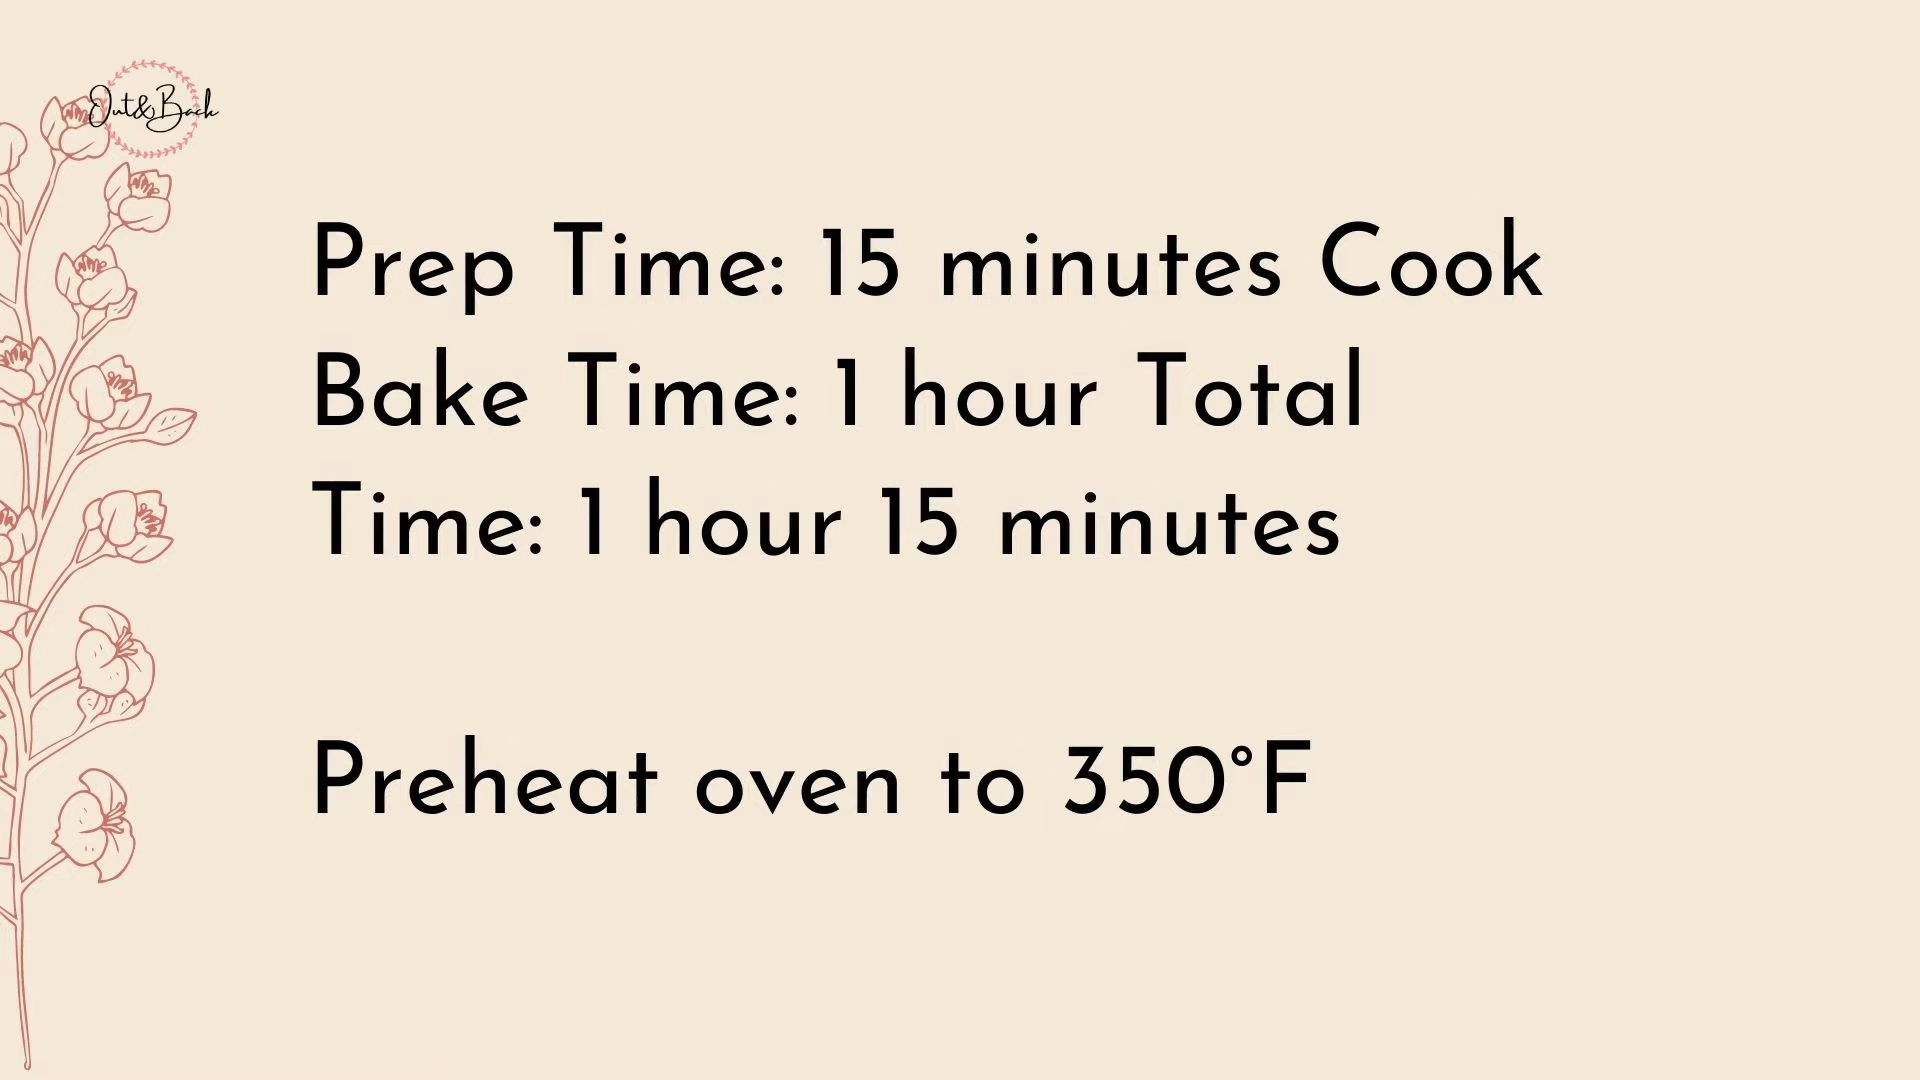 Out&Back
Prep Time: 15 minutes Cook
Bake Time: 1 hour Total
Time: 1 hour 15 minutes
Preheat oven to 350°F